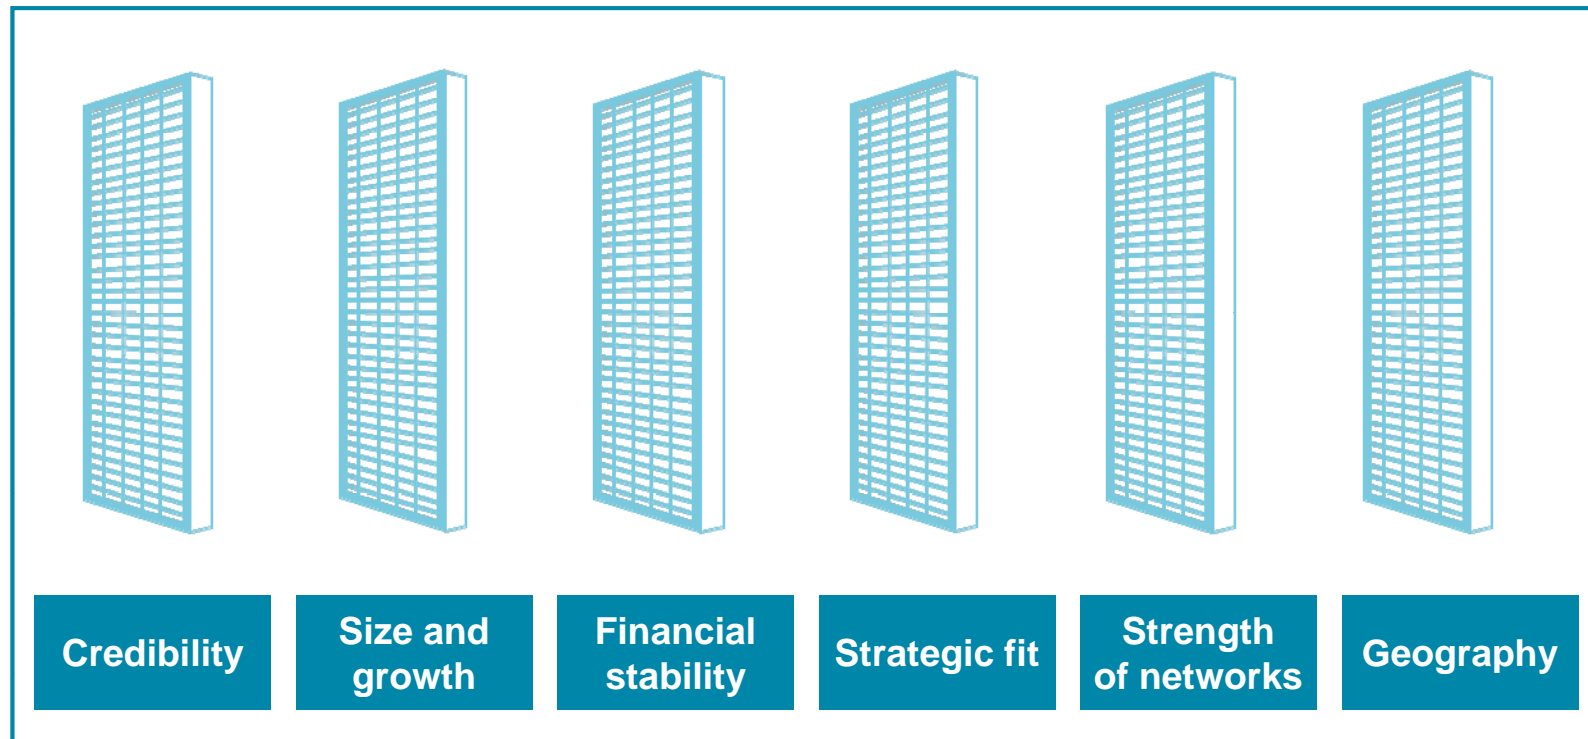 Credibility
Size and
growth
Financial
stability
Strategic fit
Strength
of networks
Geography